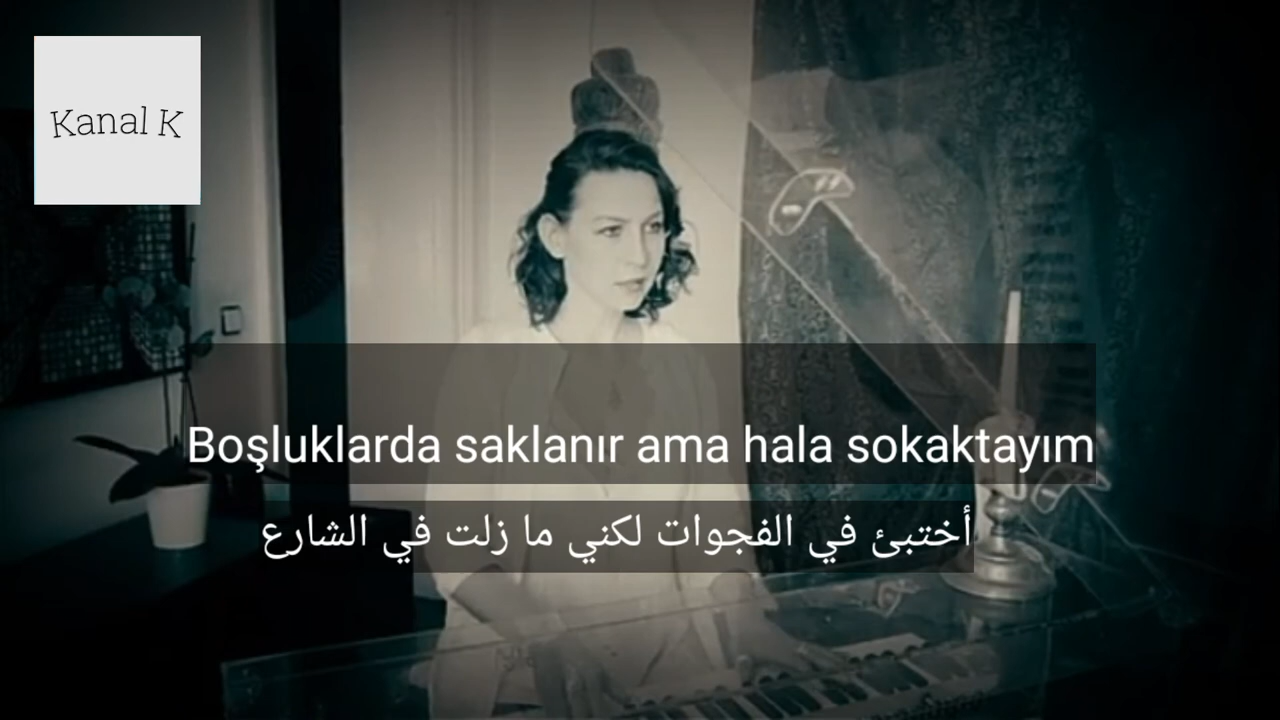 Kanal K
Boşluklarda saklanır ama hala sokaktayım
أختبئ في الفجوات لكني ما زلت في الشارع